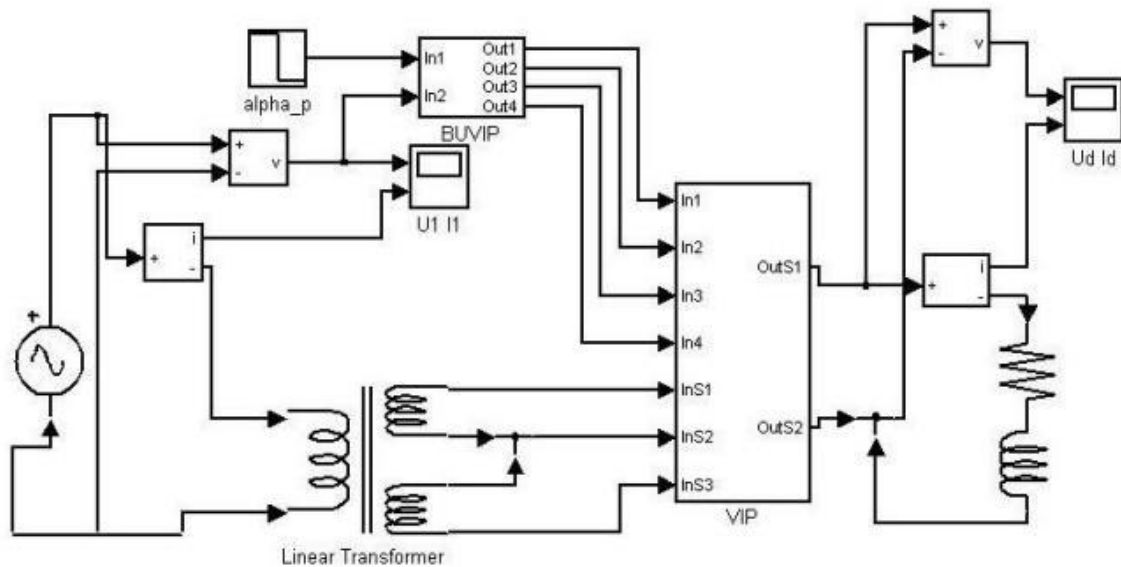 alpha_p
In1
In2
Out1
Out2
Out3
Out4
BUVIP
+
-
v
U1 I1
+
i
-
+
In1
In2
In3
In4
InS1
InS2
InS3
OutS1
OutS2
VIP
+
-
v
Ud Id
+
i
-
Linear Transformer